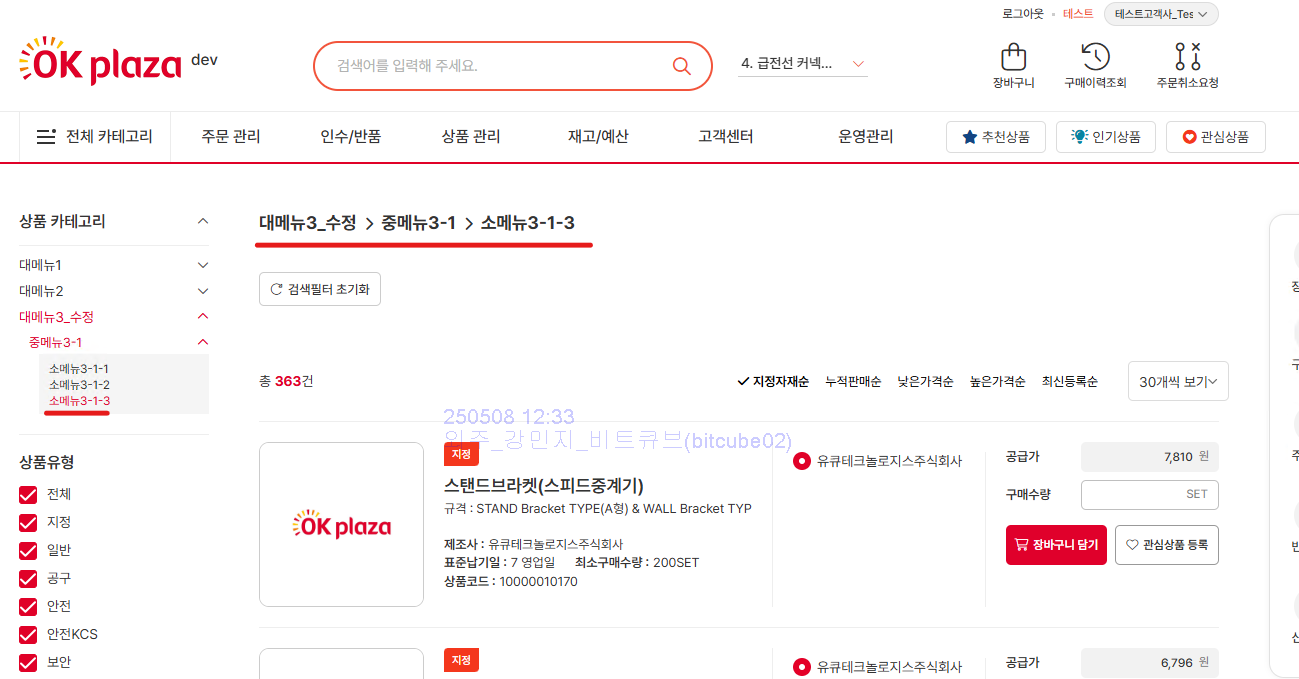 로그아웃
테스트
테스트고객사_Tes
OK plaza dev
검색어를 입력해 주세요.
4. 급전선 커넥...
장바구니
구매이력조회
주문취소요청
전체 카테고리
주문 관리
인수/반품
상품 관리
재고/예산
고객센터
운영관리
추천상품
인기상품
관심상품
상품 카테고리
대메뉴1
대메뉴2
대메뉴3_수정
중메뉴3-1
소메뉴3-1-1
소메뉴3-1-2
소메뉴3-1-3
상품유형
전체
지정
일반
공구
안전
안전KCS
보안
대메뉴3_수정 > 중메뉴3-1 > 소메뉴3-1-3
검색필터 초기화
총 363건
지정자재순
누적판매순
낮은가격순
높은가격순
최신등록순
30개씩 보기
250508 12:33
외주_강민지_비트큐브(bitcube02)
OK plaza
지정
스탠드브라켓(스피드중계기)
규격 : STAND Bracket TYPE(A형) & WALL Bracket TYP
제조사 : 유큐테크놀로지스주식회사
표준납기일 : 7 영업일 최소구매수량 : 200SET
상품코드 : 10000010170
유큐테크놀로지스주식회사
공급가
7,810 원
구매수량
SET
장바구니 담기
관심상품 등록
지정
유큐테크놀로지스주식회사
공급가
6,796 원